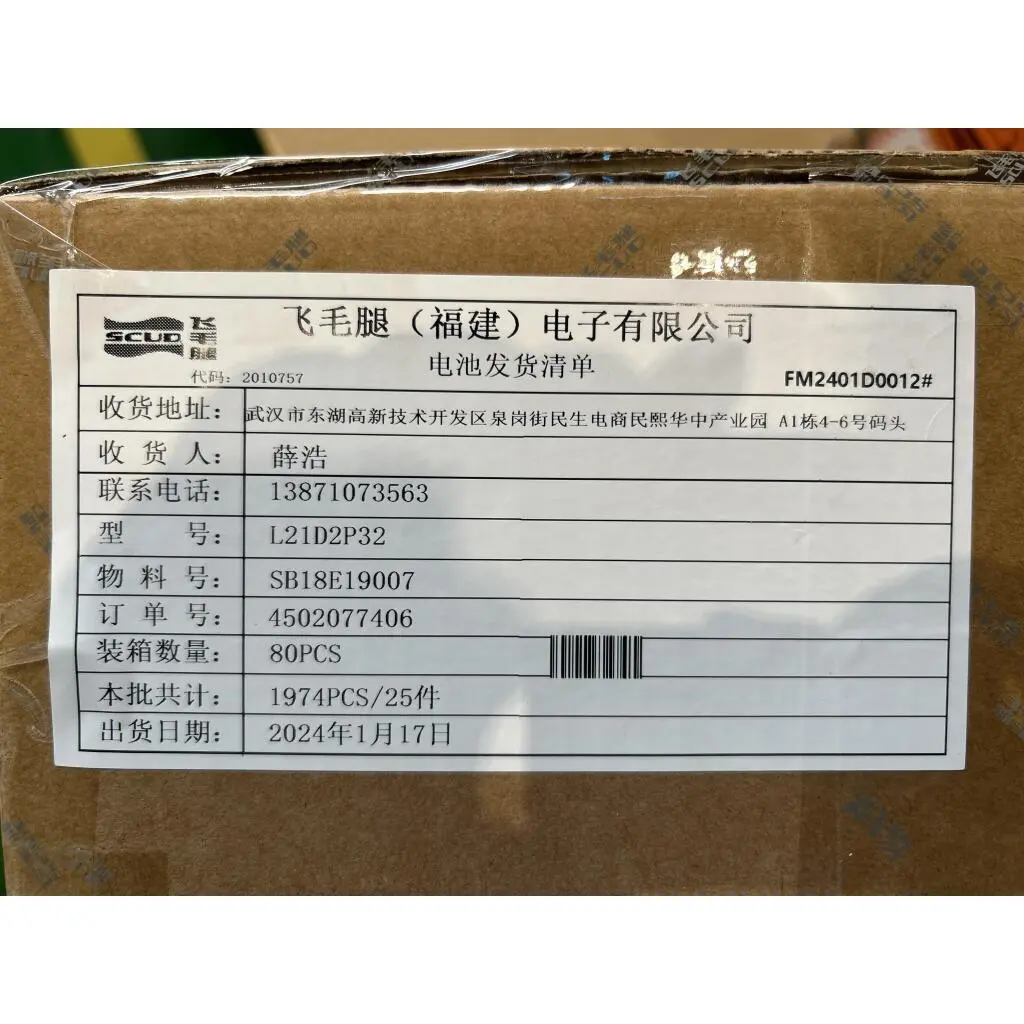 飞毛腿（福建）电子有限公司
SCUD 飞毛腿
电池发货清单
代码：2010757
FM2401D0012#
收货地址： 武汉市东湖高新技术开发区泉岗街民生电商民熙华中产业园 A1栋4-6号码头
收 货 人： 薛浩
联系电话： 13871073563
型 号： L21D2P32
物 料 号： SB18E19007
订 单 号： 4502077406
装箱数量： 80PCS
本批共计： 1974PCS/25件
出货日期： 2024年1月17日